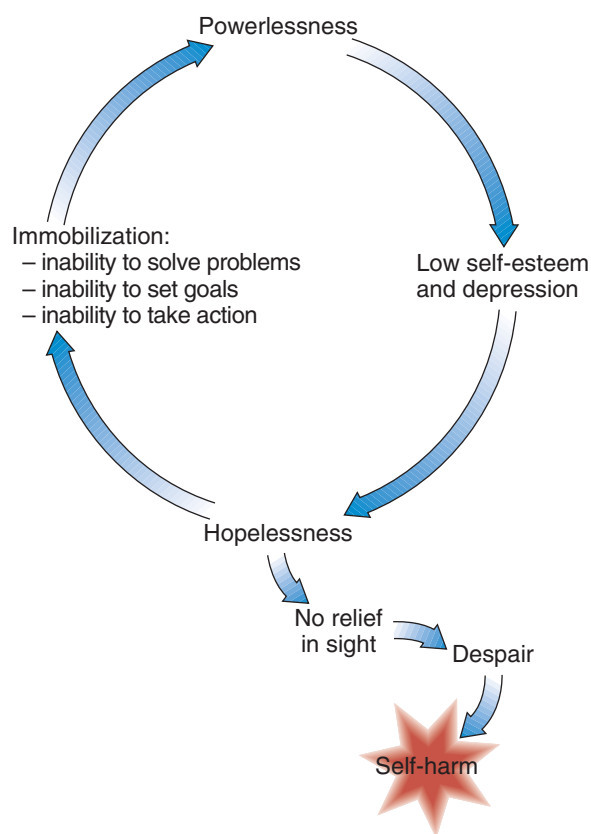 Powerlessness
Immobilization:
– inability to solve problems
– inability to set goals
– inability to take action
Low self-esteem
and depression
Hopelessness
No relief
in sight
Despair
Self-harm